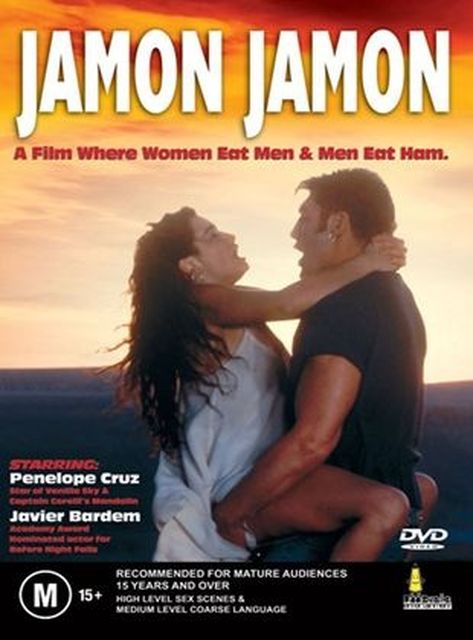 JAMON JAMON
A Film Where Women Eat Men & Men Eat Ham.
STARRING:
Penelope Cruz
Star of Vanilla Sky &
Captain Corelli's Mandolin
Javier Bardem
Academy Award
Nominated actor for
Before Night Falls
DVD
VIDEO
M 15+
RECOMMENDED FOR MATURE AUDIENCES
15 YEARS AND OVER
HIGH LEVEL SEX SCENES &
MEDIUM LEVEL COARSE LANGUAGE